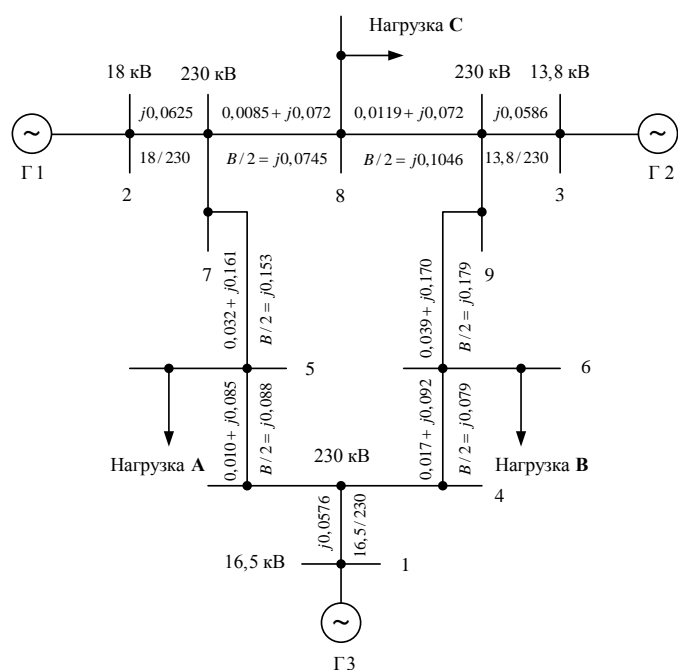 Нагрузка C
18 кВ
230 кВ
230 кВ
13,8 кВ
j0,0625
0,0085 + j0,072
0,0119 + j0,072
j0,0586
18/230
B/2 = j0,0745
B/2 = j0,1046
13,8/230
Г 1
2
8
3
Г 2
7
9
0,032 + j0,161
B/2 = j0,153
0,039 + j0,170
B/2 = j0,179
5
6
0,010 + j0,085
B/2 = j0,088
0,017 + j0,092
B/2 = j0,079
Нагрузка A
230 кВ
Нагрузка B
4
j0,0576
16,5/230
16,5 кВ
1
Г 3